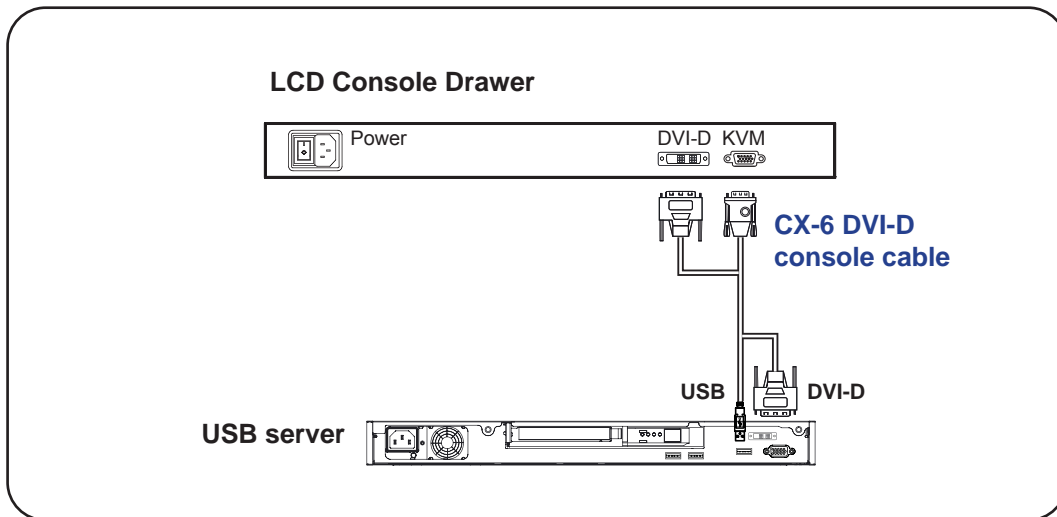 LCD Console Drawer
Power
DVI-D KVM
CX-6 DVI-D
console cable
USB
DVI-D
USB server